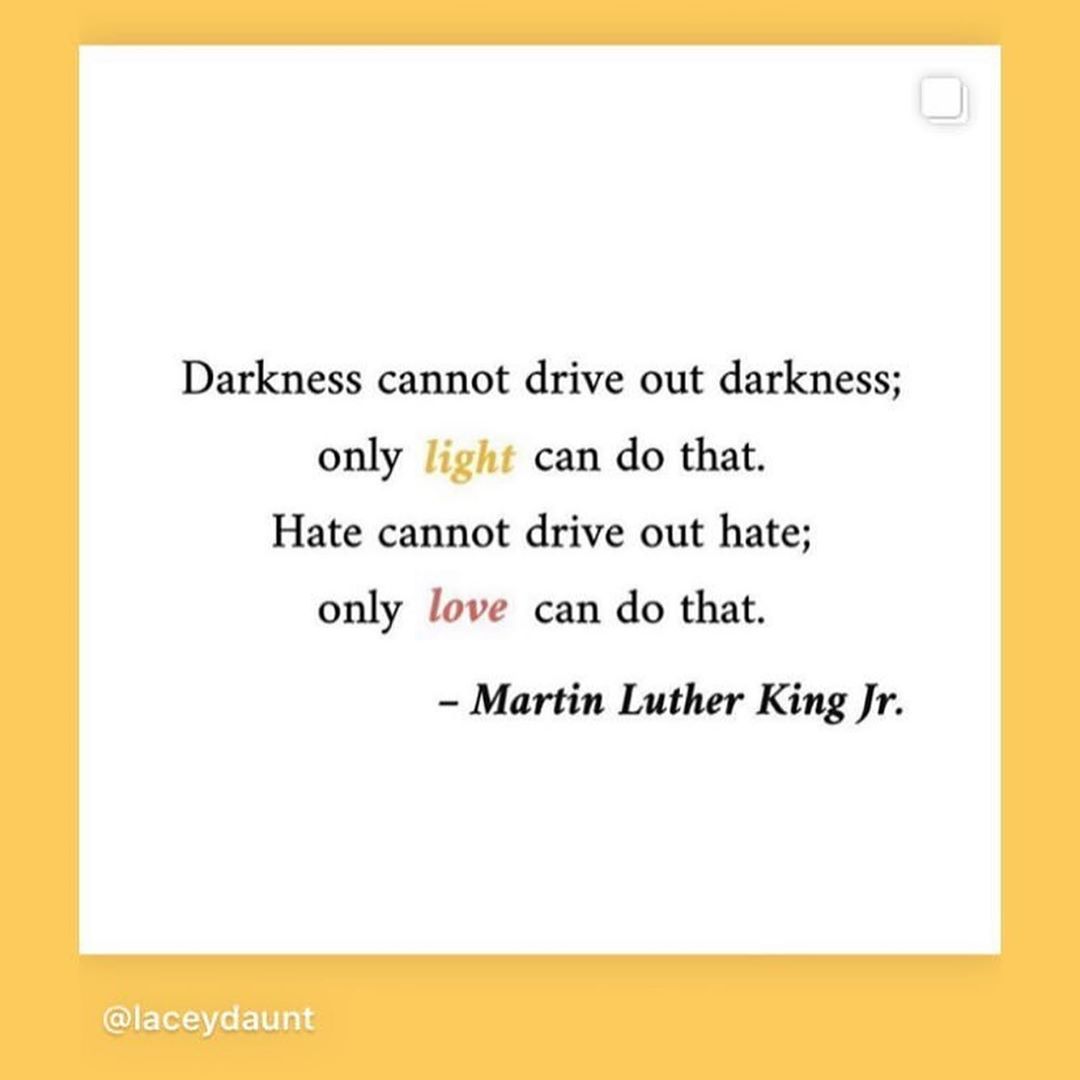 Darkness cannot drive out darkness;
only light can do that.
Hate cannot drive out hate;
only love can do that.
– Martin Luther King Jr.
@laceydaunt